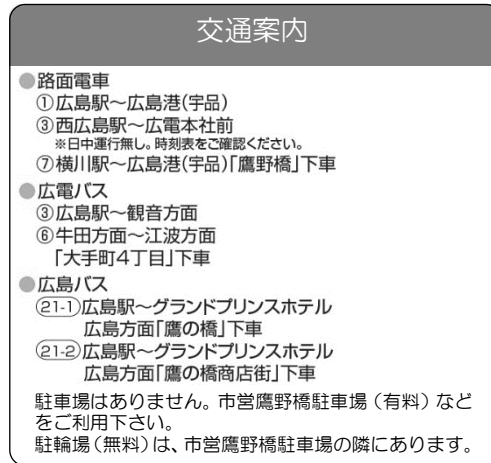 交通案内
●路面電車
①広島駅～広島港(宇品)
③西広島駅～広電本社前
※日中運行無し。時刻表をご確認ください。
⑦横川駅～広島港(宇品)「鷹野橋」下車
●広電バス
③広島駅～観音方面
⑥牛田方面～江波方面
「大手町4丁目」下車
●広島バス
(21-1)広島駅～グランドプリンスホテル
広島方面「鷹の橋」下車
(21-2)広島駅～グランドプリンスホテル
広島方面「鷹の橋商店街」下車
駐車場はありません。市営鷹野橋駐車場（有料）など
をご利用下さい。
駐輪場（無料）は、市営鷹野橋駐車場の隣にあります。